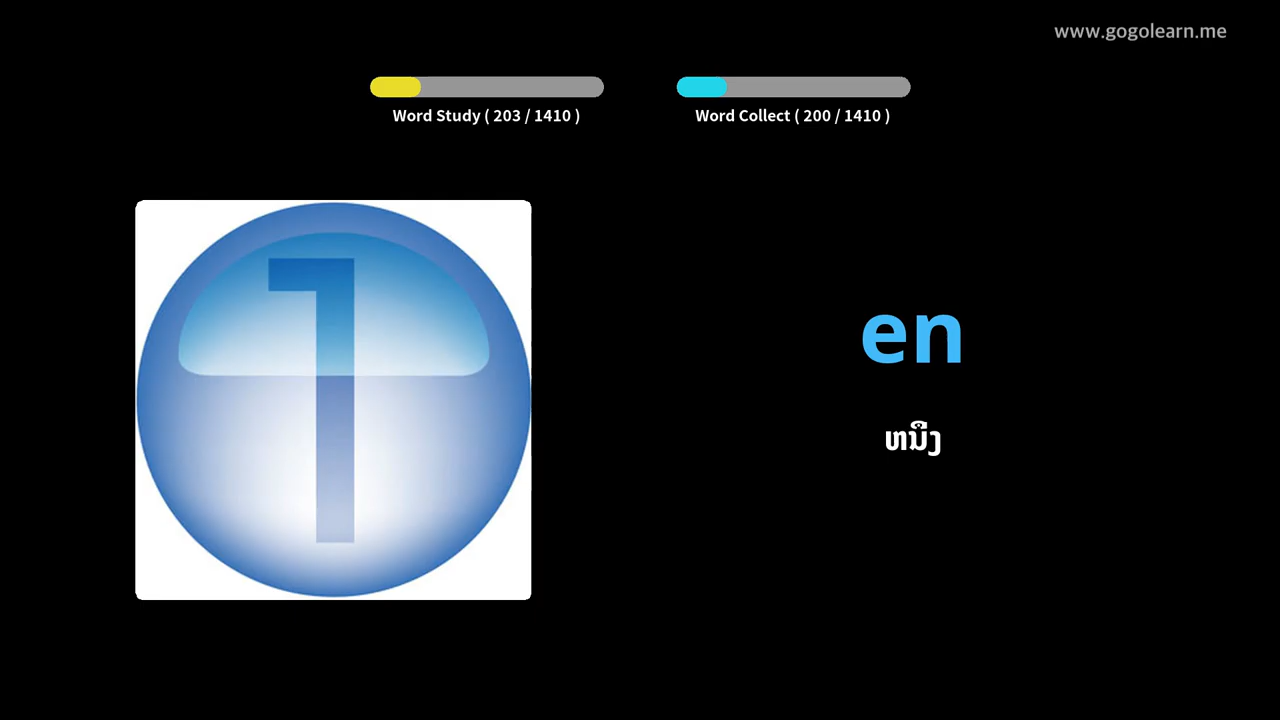 www.gogolearn.me
Word Study ( 203 / 1410 )
Word Collect ( 200 / 1410 )
1
en
ຫນຶ່ງ